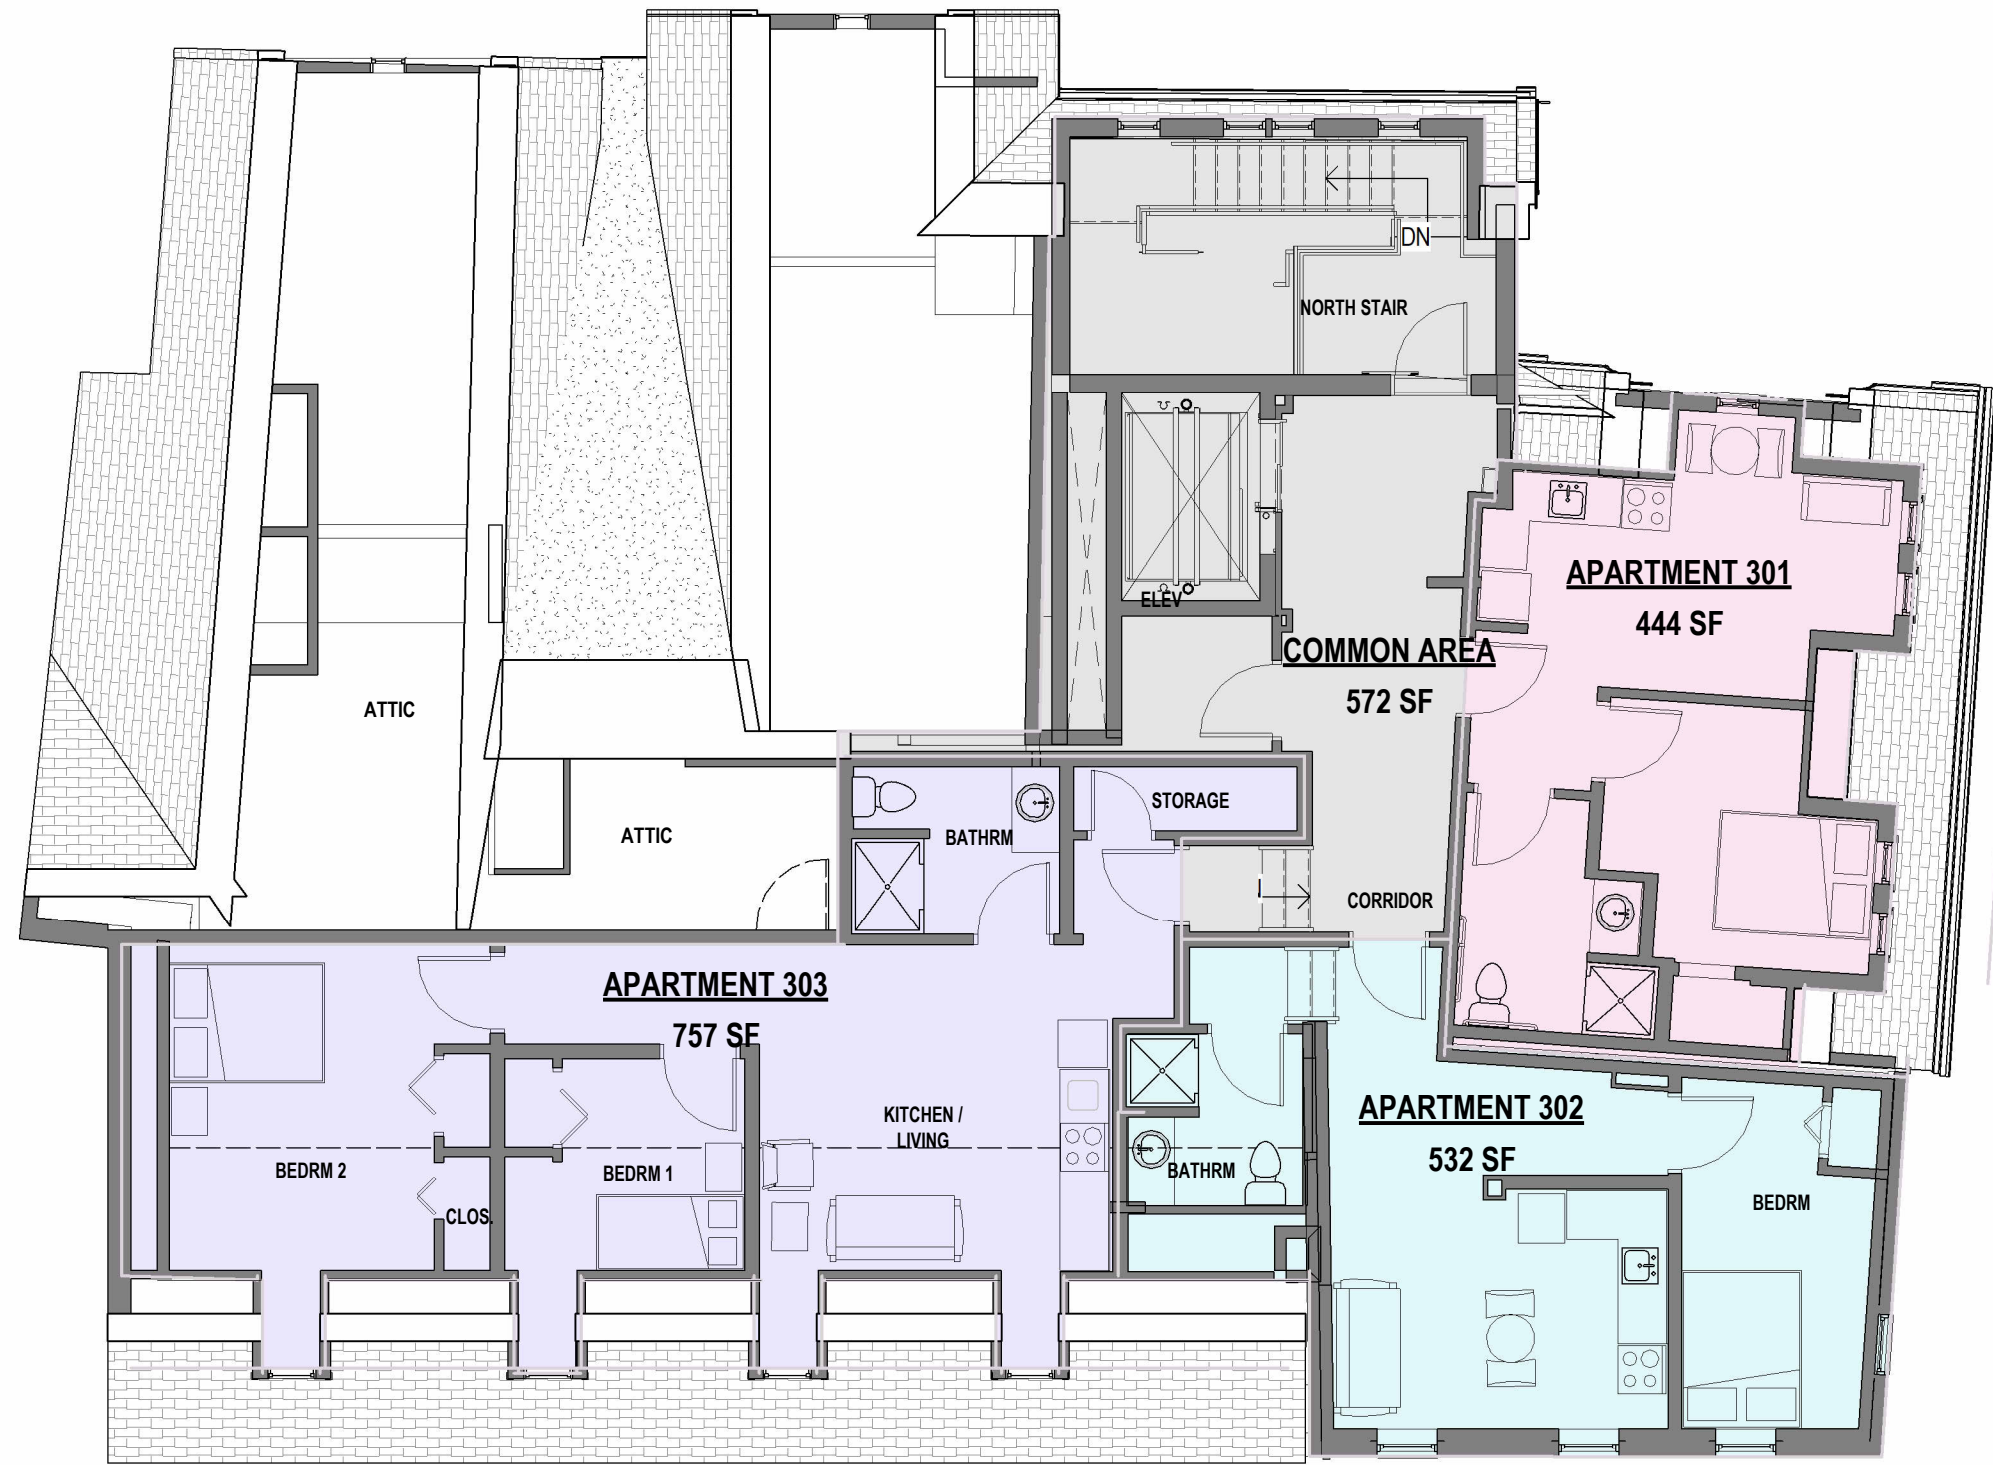 DN
NORTH STAIR
ELEV
APARTMENT 301
444 SF
COMMON AREA
572 SF
ATTIC
ATTIC
BATHRM
STORAGE
CORRIDOR
APARTMENT 303
757 SF
KITCHEN /
LIVING
BEDRM 2
BEDRM 1
CLOS.
APARTMENT 302
532 SF
BATHRM
BEDRM